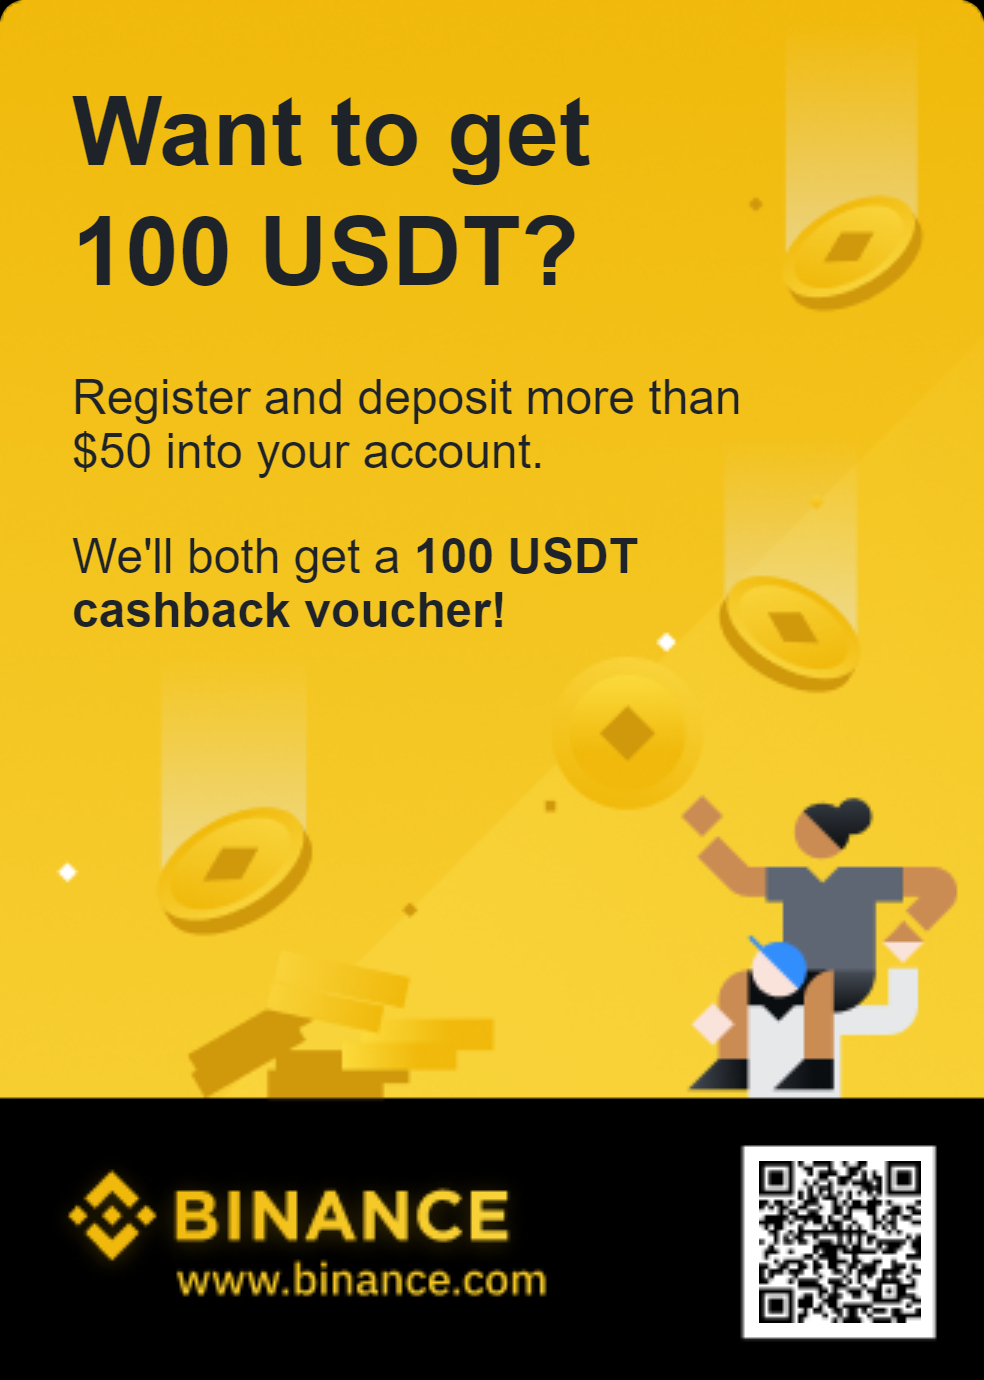 Want to get
100 USDT?
Register and deposit more than
$50 into your account.
We'll both get a 100 USDT
cashback voucher!
BINANCE
www.binance.com